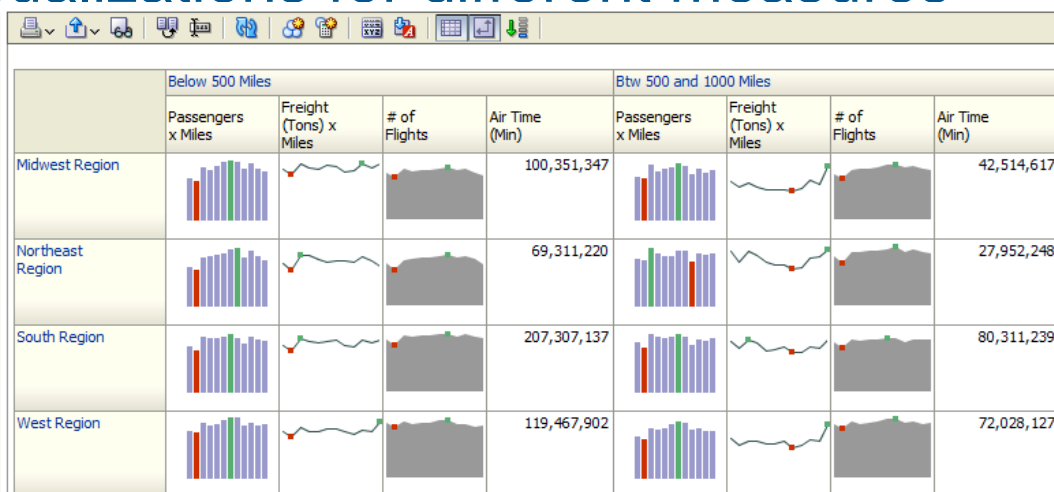 Below 500 Miles
Btw 500 and 1000 Miles
Passengers
x Miles
Freight
(Tons) x
Miles
# of
Flights
Air Time
(Min)
Passengers
x Miles
Freight
(Tons) x
Miles
# of
Flights
Air Time
(Min)
Midwest Region
100,351,347
42,514,617
Northeast
Region
69,311,220
27,952,248
South Region
207,307,137
80,311,239
West Region
119,467,902
72,028,127